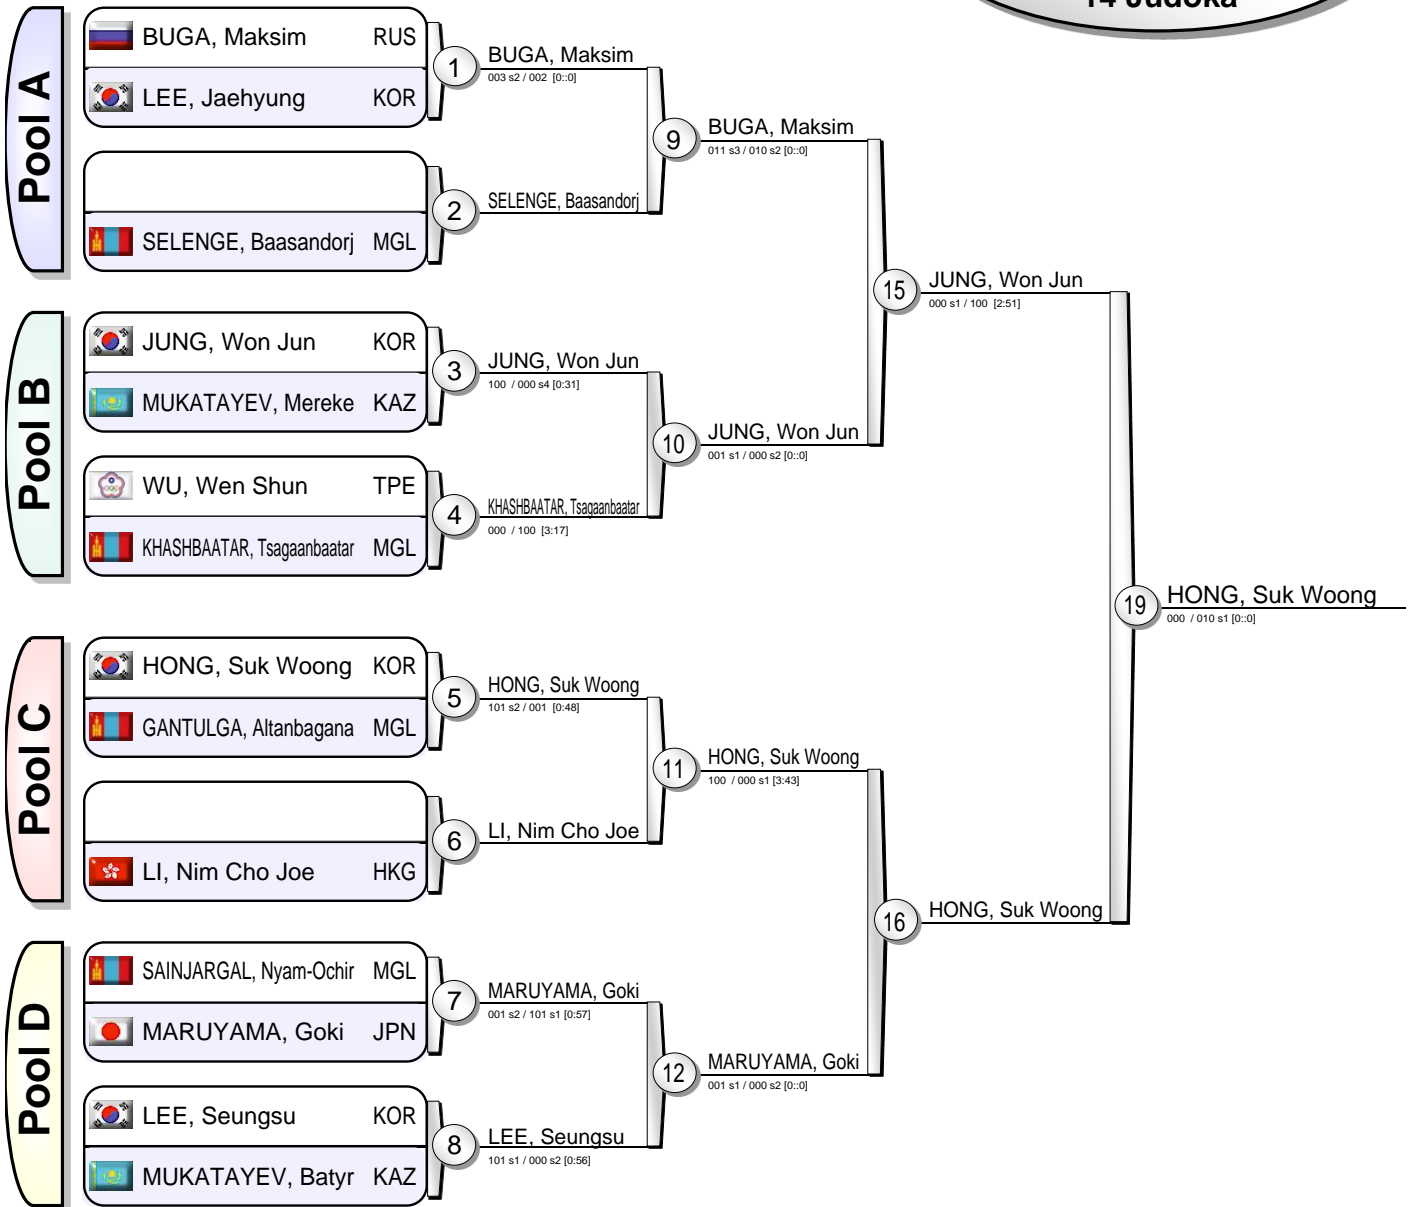 14 Judoka
Pool A
BUGA, Maksim RUS
LEE, Jaehyung KOR
1
BUGA, Maksim
003 s2 / 002 [0::0]
SELENGE, Baasandorj MGL
2
SELENGE, Baasandorj
9
BUGA, Maksim
011 s3 / 010 s2 [0::0]
Pool B
JUNG, Won Jun KOR
MUKATAYEV, Mereke KAZ
3
JUNG, Won Jun
100 / 000 s4 [0:31]
WU, Wen Shun TPE
KHASHBAATAR, Tsagaanbaatar MGL
4
KHASHBAATAR, Tsagaanbaatar
000 / 100 [3:17]
10
JUNG, Won Jun
001 s1 / 000 s2 [0::0]
15
JUNG, Won Jun
000 s1 / 100 [2:51]
Pool C
HONG, Suk Woong KOR
GANTULGA, Altanbagana MGL
5
HONG, Suk Woong
101 s2 / 001 [0:48]
LI, Nim Cho Joe HKG
6
LI, Nim Cho Joe
11
HONG, Suk Woong
100 / 000 s1 [3:43]
Pool D
SAINJARGAL, Nyam-Ochir MGL
MARUYAMA, Goki JPN
7
MARUYAMA, Goki
001 s2 / 101 s1 [0:57]
LEE, Seungsu KOR
MUKATAYEV, Batyr KAZ
8
LEE, Seungsu
101 s1 / 000 s2 [0:56]
12
MARUYAMA, Goki
001 s1 / 000 s2 [0::0]
16
HONG, Suk Woong
19
HONG, Suk Woong
000 / 010 s1 [0::0]